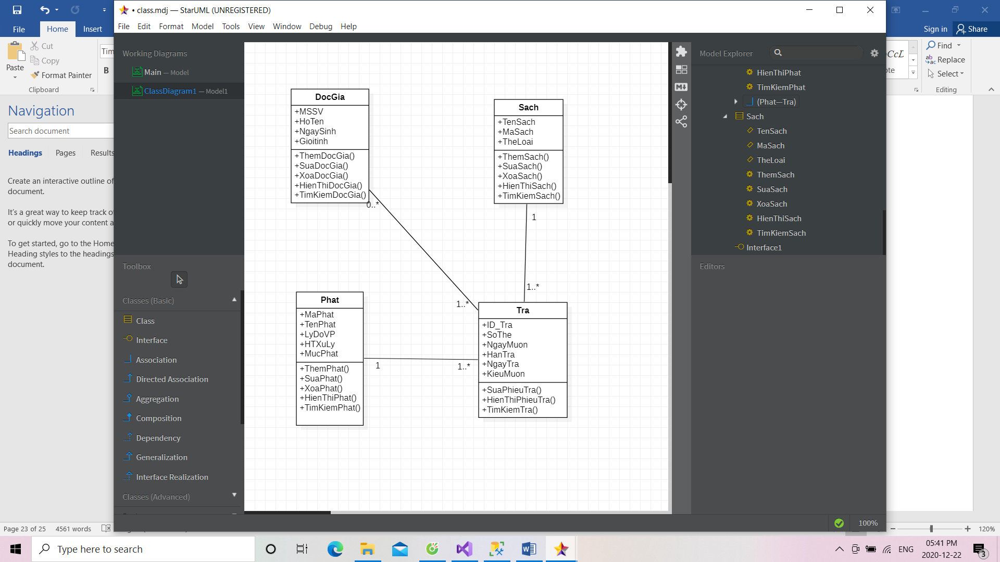 • class.mdj — StarUML (UNREGISTERED)
File Edit Format Model Tools View Window Debug Help
File Home Insert
Sign in Share
Cut
Copy
Paste
Format Painter
Clipboard
Tim
B
Find
Replace
Select
Editing
Navigation
Search document
Headings Pages Results
Create an interactive outline of
document.
It's a great way to keep track of
or quickly move your content a
To get started, go to the Home
Heading styles to the headings
document.
Working Diagrams
Main — Model
ClassDiagram1 — Model1
Toolbox
Classes (Basic)
Class
Interface
Association
Directed Association
Aggregation
Composition
Dependency
Generalization
Interface Realization
Classes (Advanced)
DocGia
+MSSV
+HoTen
+NgaySinh
+Gioitinh
+ThemDocGia()
+SuaDocGia()
+XoaDocGia()
+HienThiDocGia()
+TimKiemDocGia()
0..*
1..*
Sach
+TenSach
+MaSach
+TheLoai
+ThemSach()
+SuaSach()
+XoaSach()
+HienThiSach()
+TimKiemSach()
1
1..*
Phat
+MaPhat
+TenPhat
+LyDoVP
+HTXuLy
+MucPhat
+ThemPhat()
+SuaPhat()
+XoaPhat()
+HienThiPhat()
+TimKiemPhat()
1
1..*
Tra
+ID_Tra
+SoThe
+NgayMuon
+HanTra
+NgayTra
+KieuMuon
+SuaPhieuTra()
+HienThiPhieuTra()
+TimKiemTra()
Model Explorer
HienThiPhat
TimKiemPhat
(Phat—Tra)
Sach
TenSach
MaSach
TheLoai
ThemSach
SuaSach
XoaSach
HienThiSach
TimKiemSach
Interface1
Editors
100%
Page 23 of 25 4561 words
120%
Type here to search
ENG
05:41 PM
2020-12-22
3